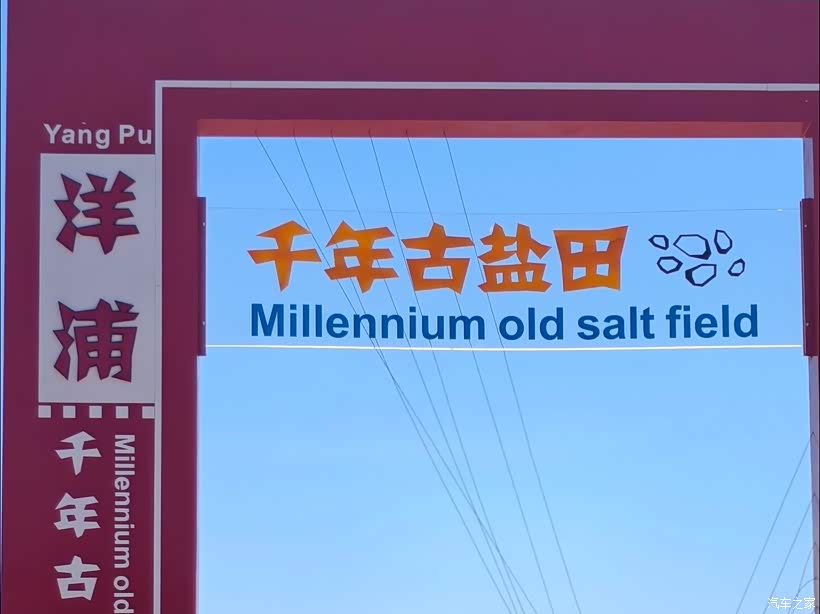 Yang Pu
洋浦
千年古
Millennium old
千年古盐田
Millennium old salt field
汽车之家